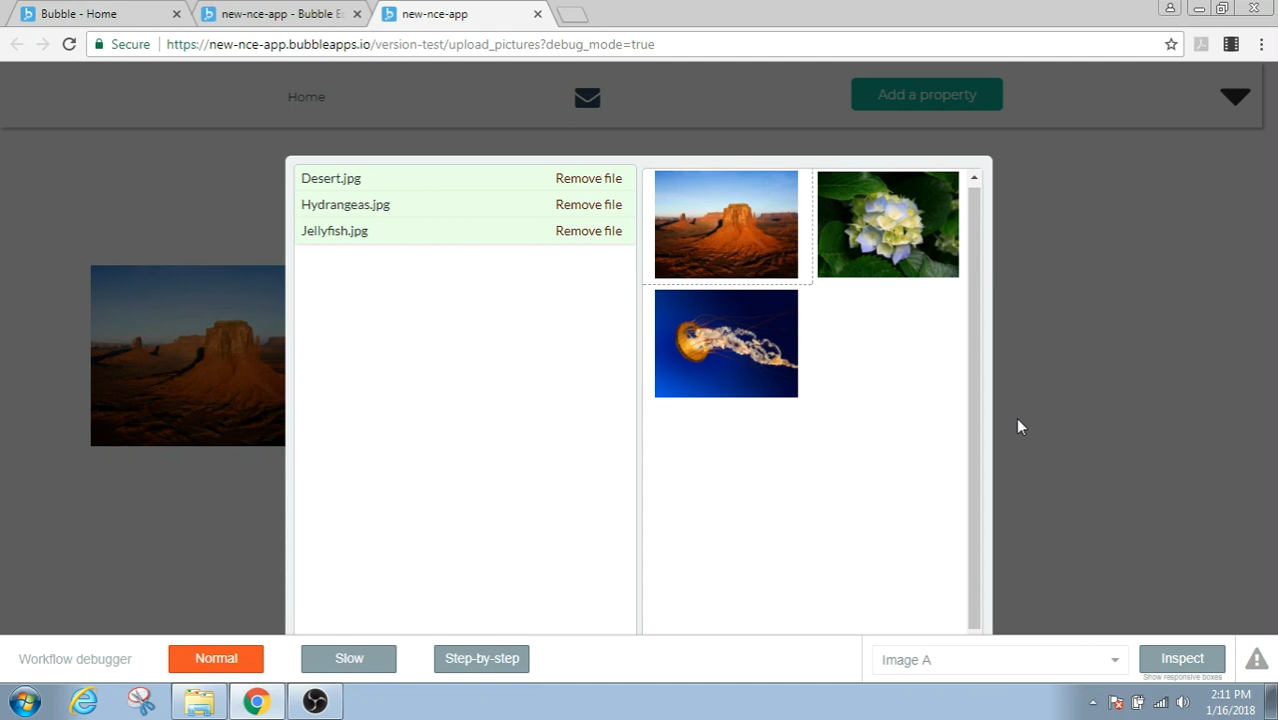 Bubble - Home
new-nce-app - Bubble Ed
new-nce-app
Secure https://new-nce-app.bubbleapps.io/version-test/upload_pictures?debug_mode=true
Home
Add a property
Desert.jpg Remove file
Hydrangeas.jpg Remove file
Jellyfish.jpg Remove file
Workflow debugger Normal Slow Step-by-step
Image A Inspect
Show responsive boxes
2:11 PM
1/16/2018